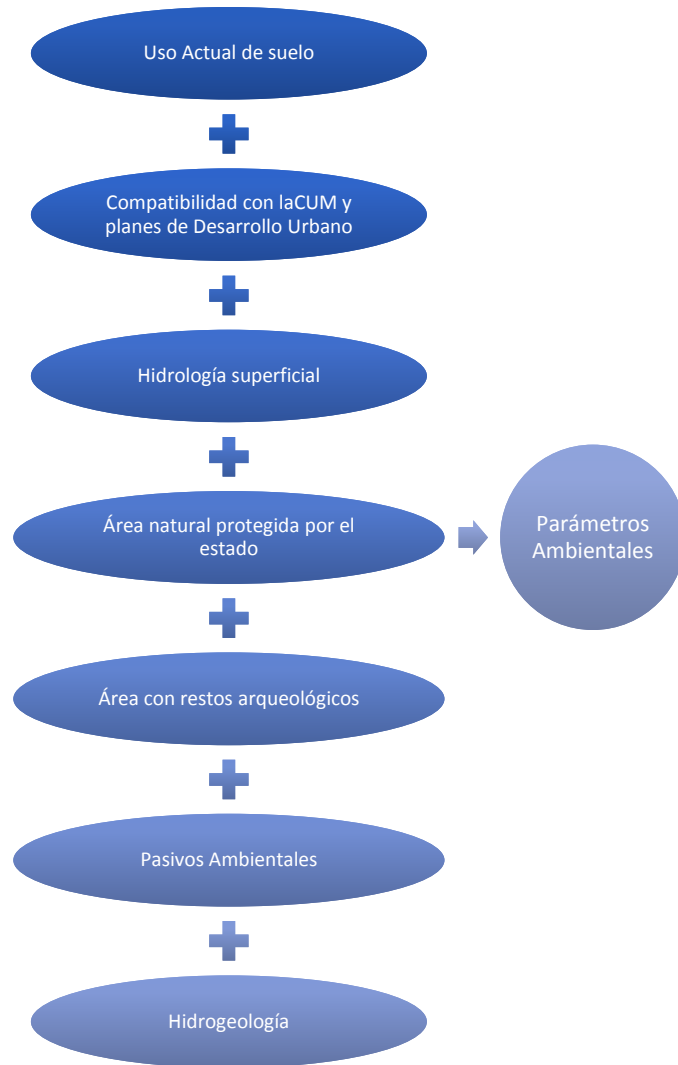 Uso Actual de suelo
Compatibilidad con laCUM y
planes de Desarrollo Urbano
Hidrología superficial
Área natural protegida por el
estado
Parámetros
Ambientales
Área con restos arqueológicos
Pasivos Ambientales
Hidrogeología